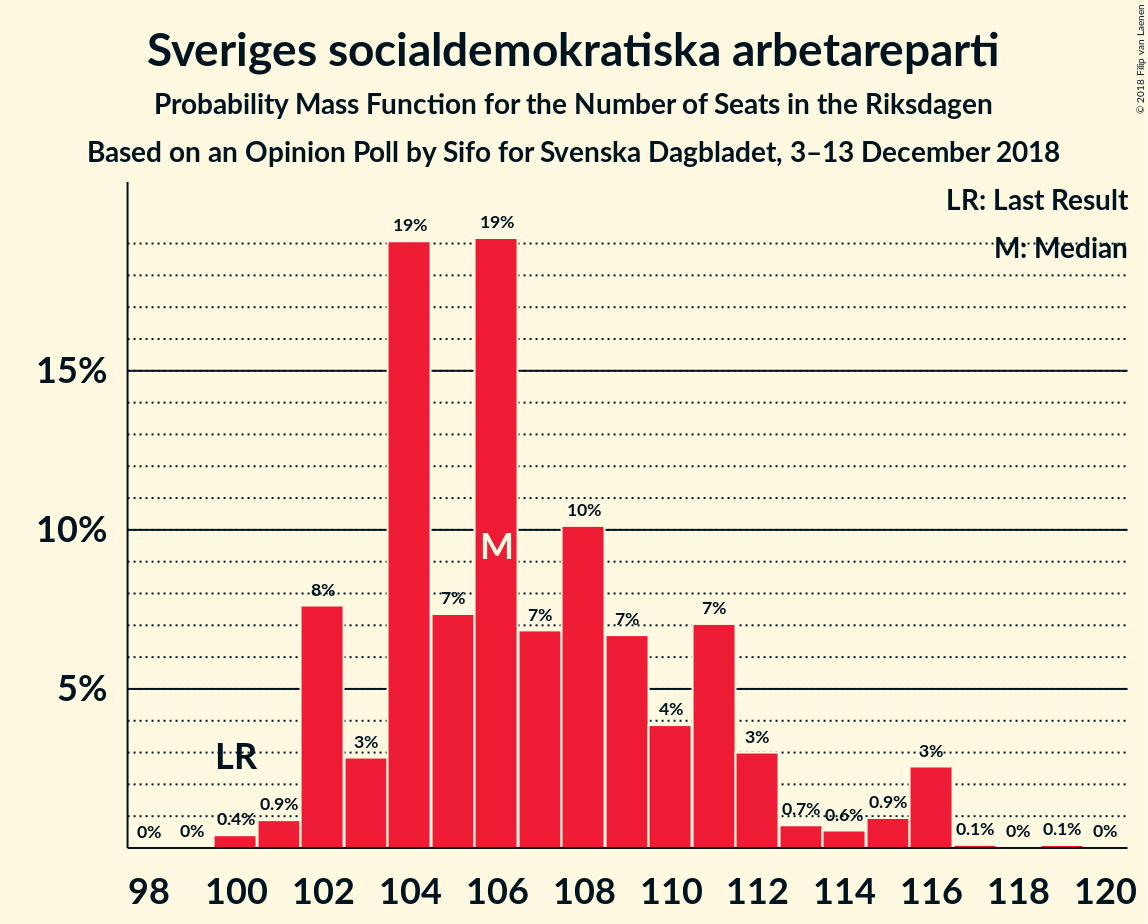 Sveriges socialdemokratiska arbetareparti
Probability Mass Function for the Number of Seats in the Riksdagen
Based on an Opinion Poll by Sifo for Svenska Dagbladet, 3–13 December 2018
© 2018 Filip van Laenen
LR: Last Result
M: Median
15%
10%
5%
0% 0% 0.4% 0.9% 8% 3% 19% 7% 19% 7% 10% 7% 4% 7% 3% 0.7% 0.6% 0.9% 3% 0.1% 0% 0.1% 0%
LR
M
98 100 102 104 106 108 110 112 114 116 118 120